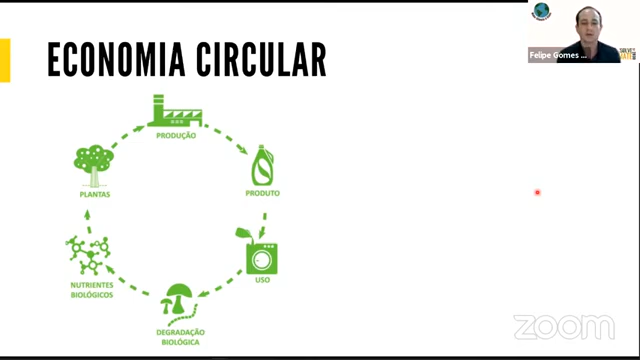 ECONOMIA CIRCULAR
Felipe Gomes ...
PRODUÇÃO
PRODUTO
USO
DEGRADAÇÃO
BIOLÓGICA
NUTRIENTES
BIOLÓGICOS
PLANTAS
zoom